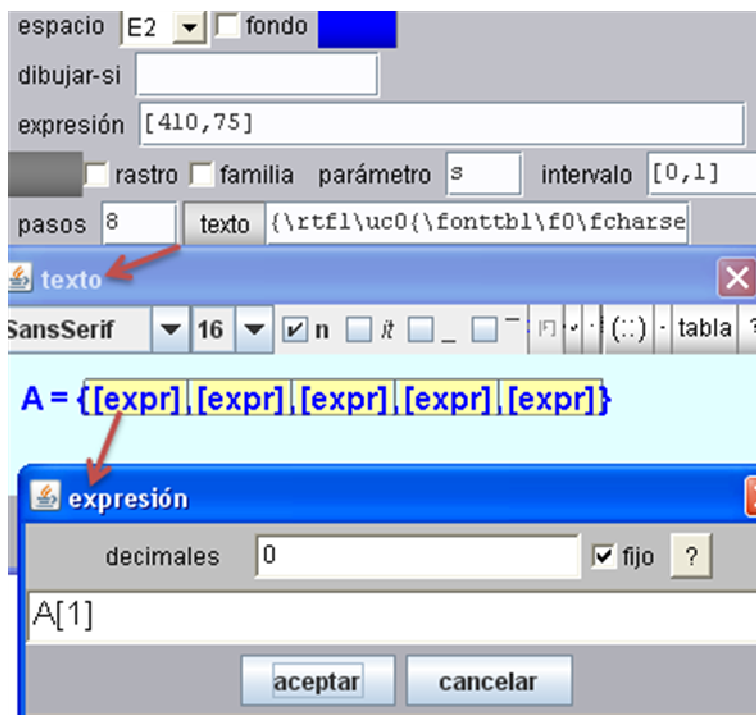 espacio E2 fondo
dibujar-si
expresión [410,75]
rastro familia parámetro s intervalo [0,1]
pasos 8 texto {\rtf1\uc0{\fonttbl\f0\fcharse
texto
SansSerif 16 n it _ ¯ (::) - tabla ?
A = {[expr],[expr],[expr],[expr],[expr]}
expresión
decimales 0 fijo ?
A[1]
aceptar cancelar